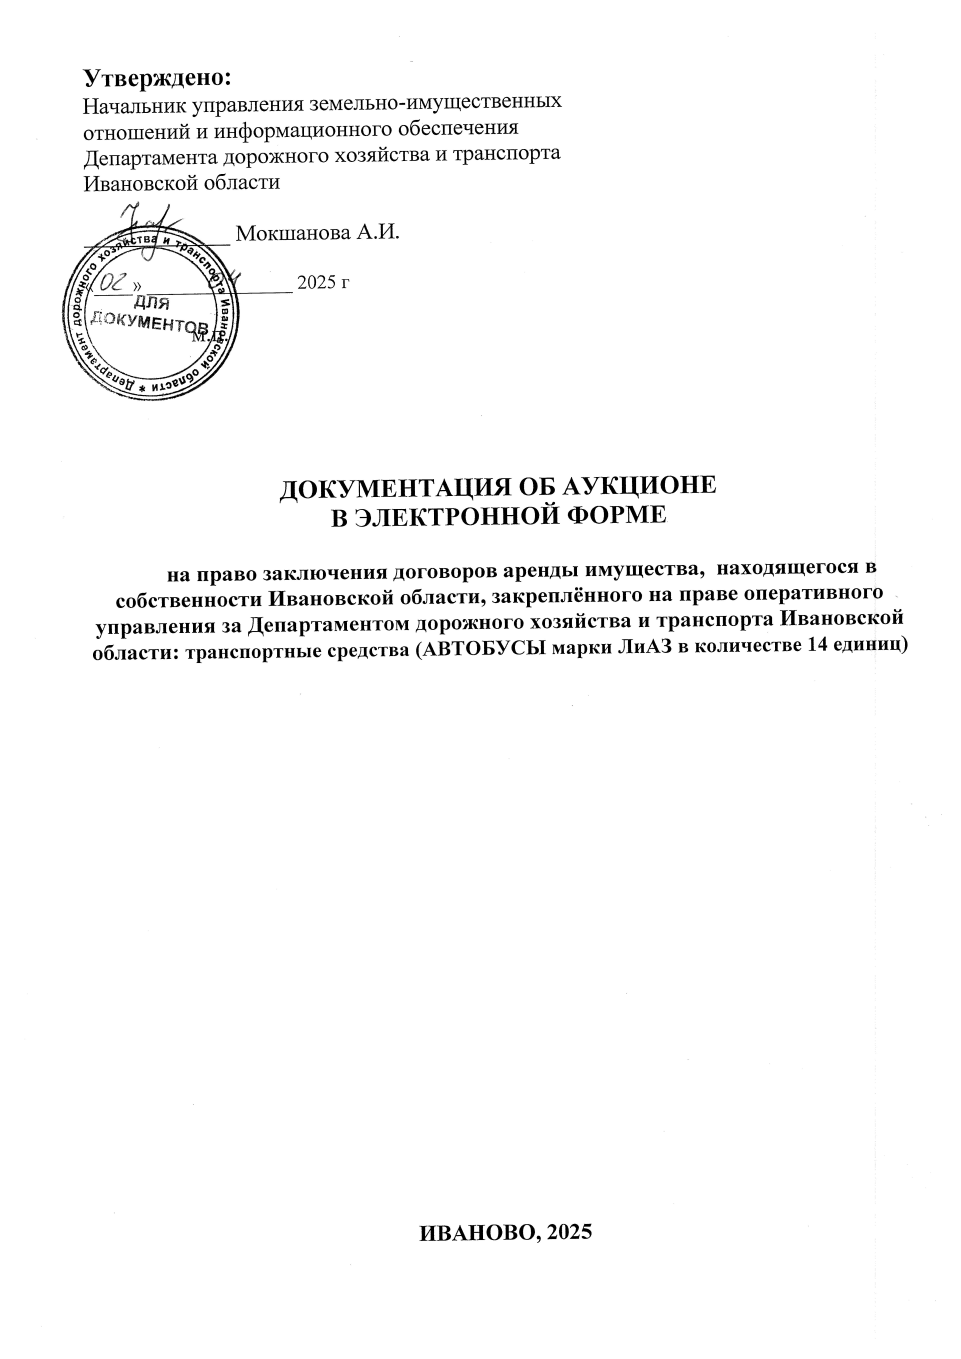 Утверждено:
Начальник управления земельно-имущественных
отношений и информационного обеспечения
Департамента дорожного хозяйства и транспорта
Ивановской области
Мокшанова А.И.
«02» 04 2025 г
м.п.
Департамент дорожного хозяйства и транспорта Ивановской области *
ДЛЯ
ДОКУМЕНТОВ
ДОКУМЕНТАЦИЯ ОБ АУКЦИОНЕ
В ЭЛЕКТРОННОЙ ФОРМЕ
на право заключения договоров аренды имущества, находящегося в
собственности Ивановской области, закреплённого на праве оперативного
управления за Департаментом дорожного хозяйства и транспорта Ивановской
области: транспортные средства (АВТОБУСЫ марки ЛиАЗ в количестве 14 единиц)
ИВАНОВО, 2025